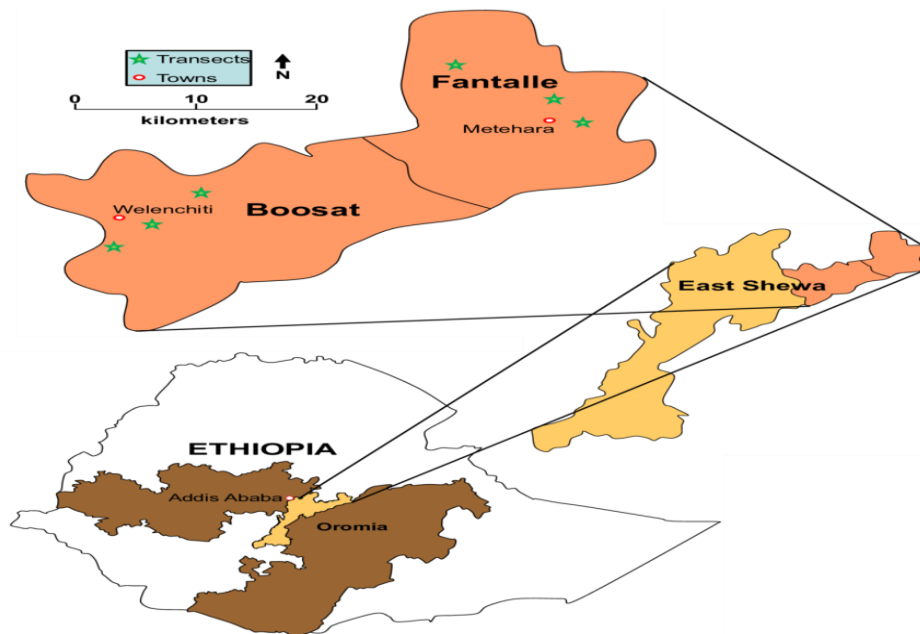 Transects
Towns
N
0 10 20
kilometers
Fantalle
Metehara
Welenchiti
Boosat
East Shewa
ETHIOPIA
Addis Ababa
Oromia